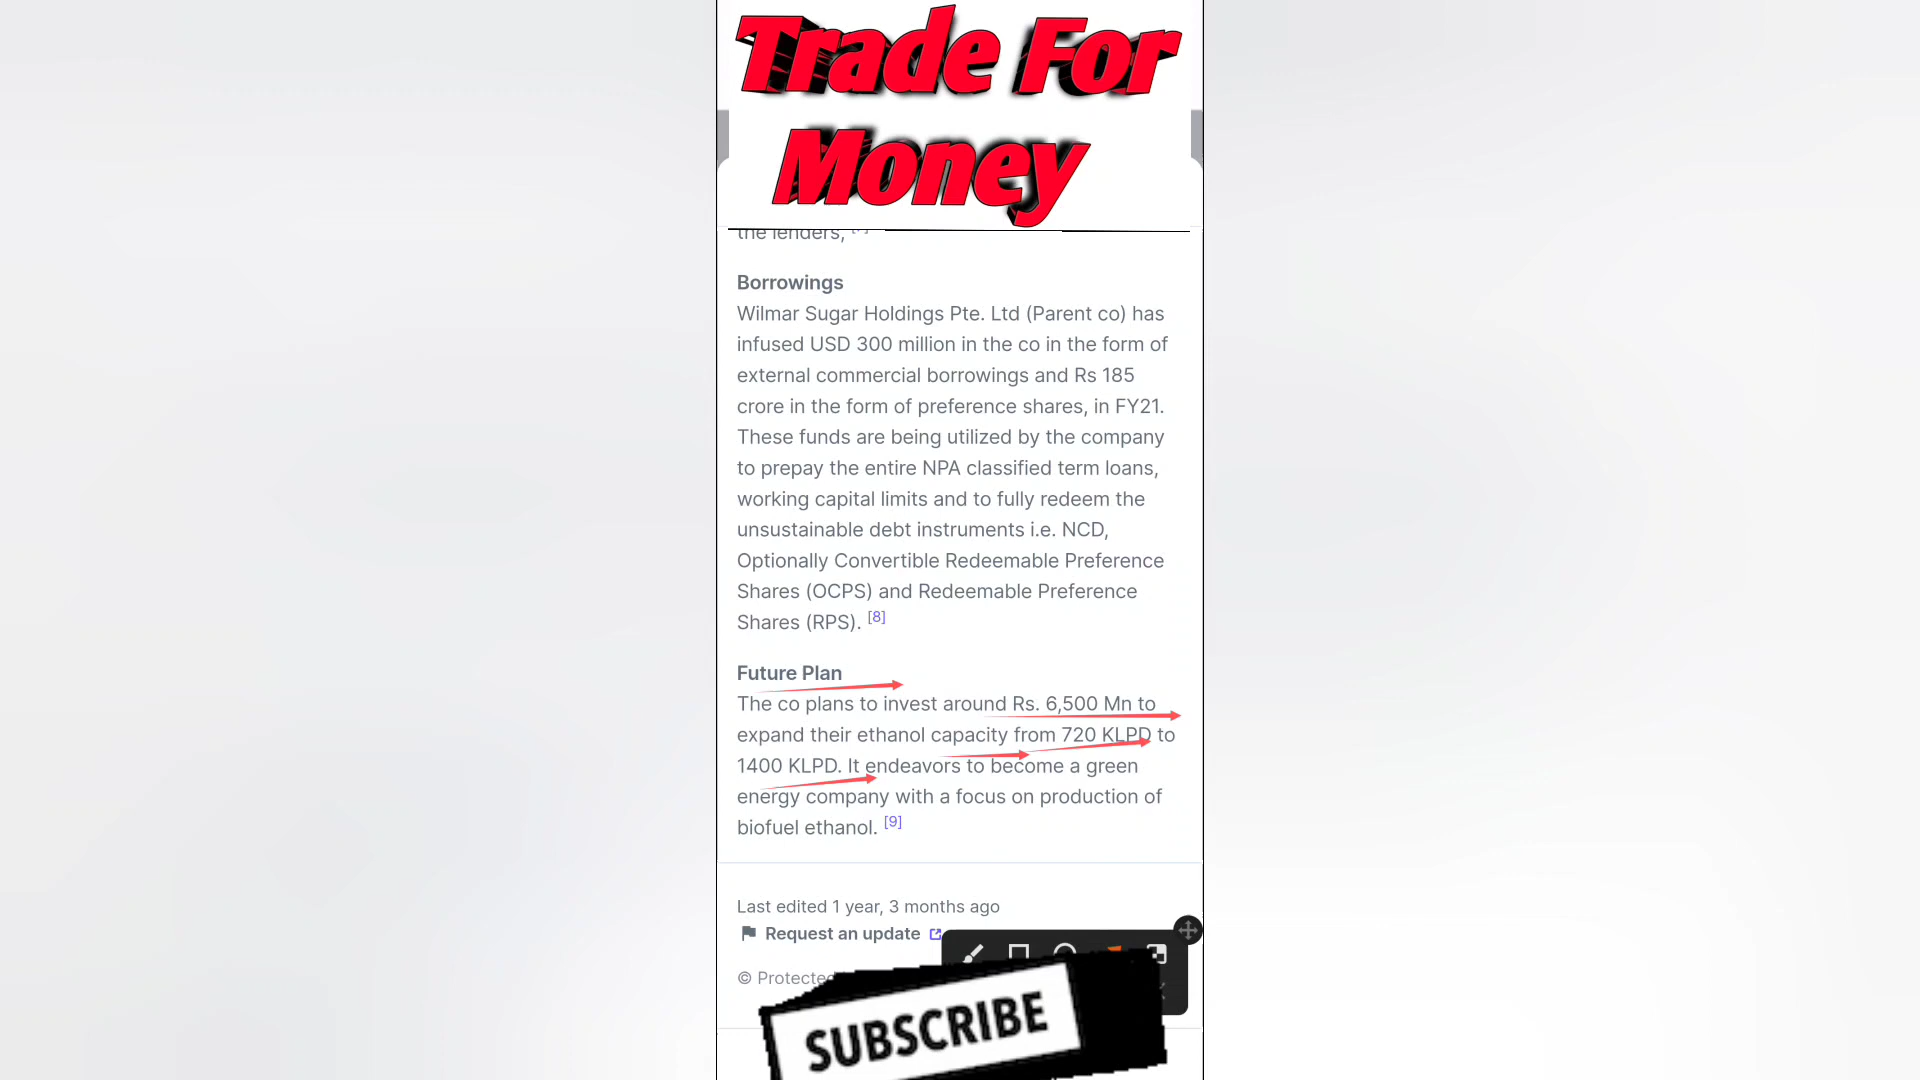 Trade For
Money
the lenders,
Borrowings
Wilmar Sugar Holdings Pte. Ltd (Parent co) has
infused USD 300 million in the co in the form of
external commercial borrowings and Rs 185
crore in the form of preference shares, in FY21.
These funds are being utilized by the company
to prepay the entire NPA classified term loans,
working capital limits and to fully redeem the
unsustainable debt instruments i.e. NCD,
Optionally Convertible Redeemable Preference
Shares (OCPS) and Redeemable Preference
Shares (RPS). [8]
Future Plan
The co plans to invest around Rs. 6,500 Mn to
expand their ethanol capacity from 720 KLPD to
1400 KLPD. It endeavors to become a green
energy company with a focus on production of
biofuel ethanol. [9]
Last edited 1 year, 3 months ago
Request an update
© Protected
SUBSCRIBE